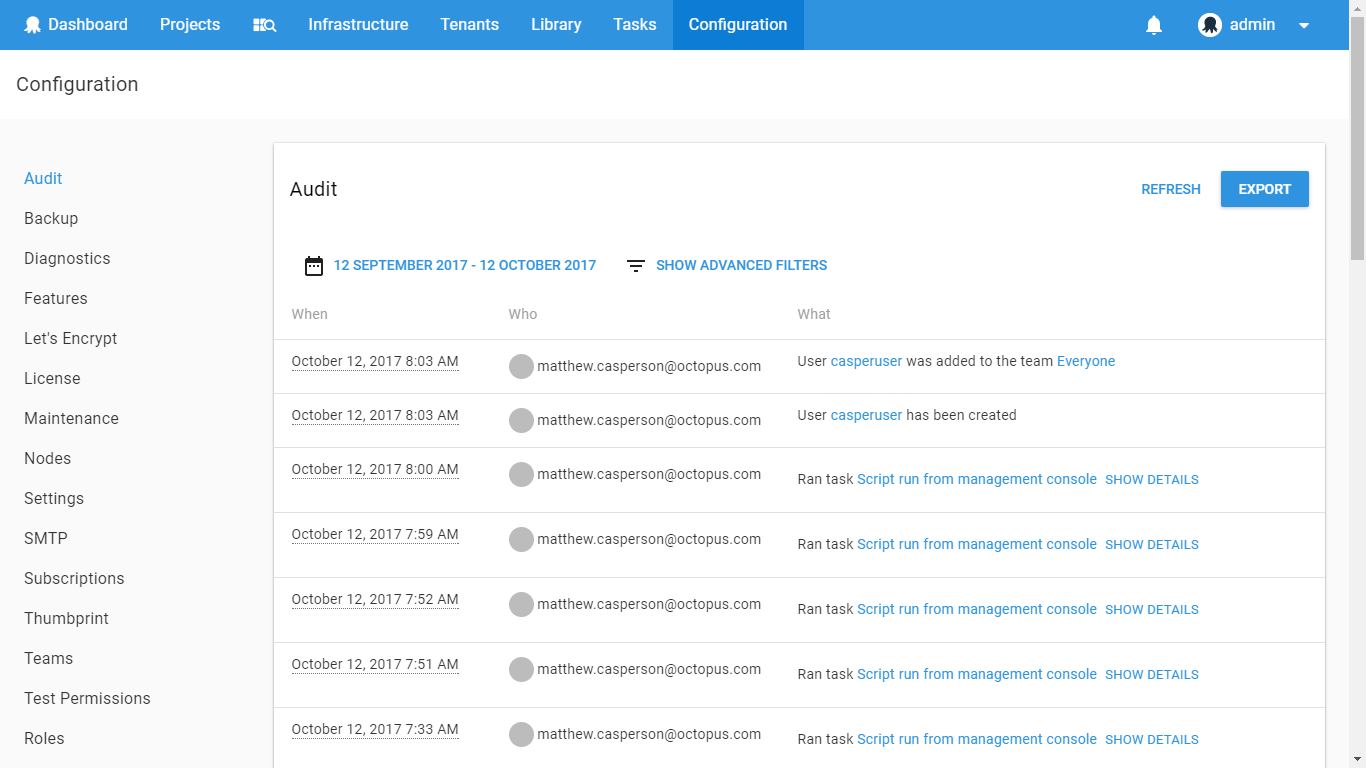 Dashboard Projects Infrastructure Tenants Library Tasks Configuration admin
Configuration
Audit
Backup
Diagnostics
Features
Let's Encrypt
License
Maintenance
Nodes
Settings
SMTP
Subscriptions
Thumbprint
Teams
Test Permissions
Roles
Audit REFRESH EXPORT
12 SEPTEMBER 2017 - 12 OCTOBER 2017 SHOW ADVANCED FILTERS
When Who What
October 12, 2017 8:03 AM matthew.casperson@octopus.com User casperuser was added to the team Everyone
October 12, 2017 8:03 AM matthew.casperson@octopus.com User casperuser has been created
October 12, 2017 8:00 AM matthew.casperson@octopus.com Ran task Script run from management console SHOW DETAILS
October 12, 2017 7:59 AM matthew.casperson@octopus.com Ran task Script run from management console SHOW DETAILS
October 12, 2017 7:52 AM matthew.casperson@octopus.com Ran task Script run from management console SHOW DETAILS
October 12, 2017 7:51 AM matthew.casperson@octopus.com Ran task Script run from management console SHOW DETAILS
October 12, 2017 7:33 AM matthew.casperson@octopus.com Ran task Script run from management console SHOW DETAILS